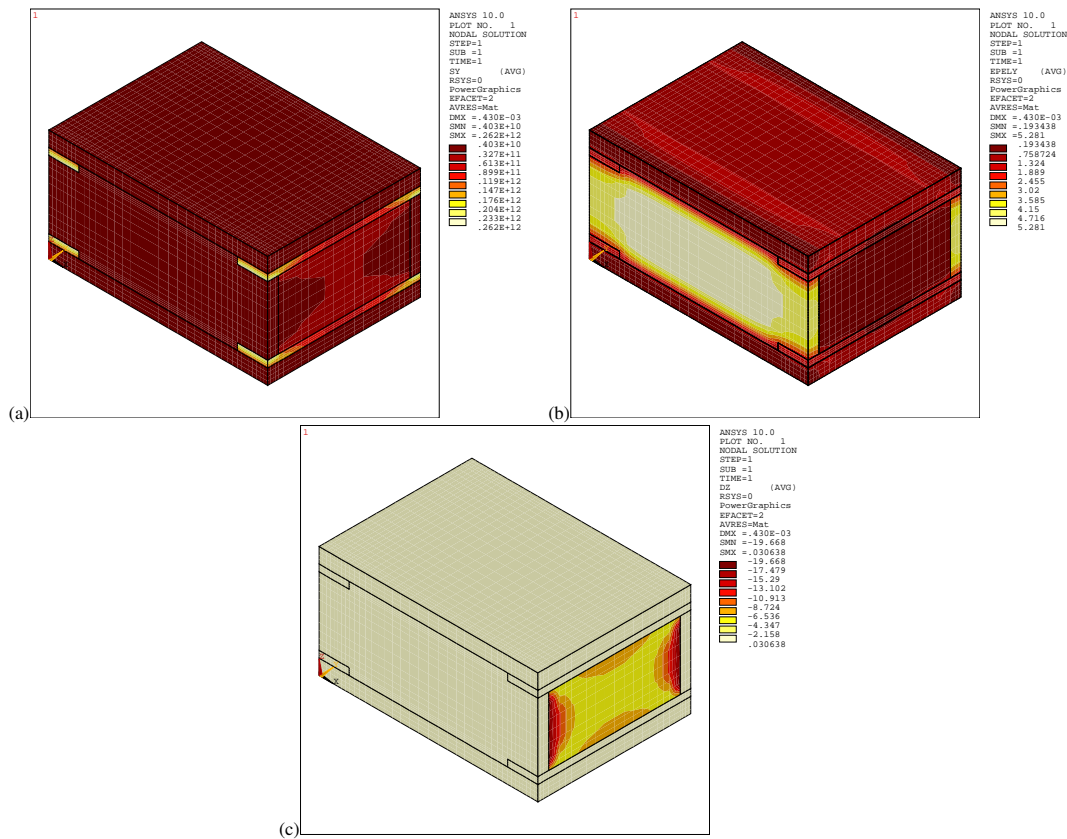 1
ANSYS 10.0
PLOT NO. 1
NODAL SOLUTION
STEP=1
SUB =1
TIME=1
SY (AVG)
RSYS=0
PowerGraphics
EFACET=2
AVRES=Mat
DMX =.430E-03
SMN =.403E+10
SMX =.262E+12
.403E+10
.327E+11
.613E+11
.899E+11
.119E+12
.147E+12
.176E+12
.204E+12
.233E+12
.262E+12
(a)
1
ANSYS 10.0
PLOT NO. 1
NODAL SOLUTION
STEP=1
SUB =1
TIME=1
EPELY (AVG)
RSYS=0
PowerGraphics
EFACET=2
AVRES=Mat
DMX =.430E-03
SMN =.193438
SMX =5.281
.193438
.758724
1.324
1.889
2.455
3.02
3.585
4.15
4.716
5.281
(b)
1
ANSYS 10.0
PLOT NO. 1
NODAL SOLUTION
STEP=1
SUB =1
TIME=1
DZ (AVG)
RSYS=0
PowerGraphics
EFACET=2
AVRES=Mat
DMX =.430E-03
SMN =-19.668
SMX =.030638
-19.668
-17.479
-15.29
-13.102
-10.913
-8.724
-6.536
-4.347
-2.158
.030638
X
(c)